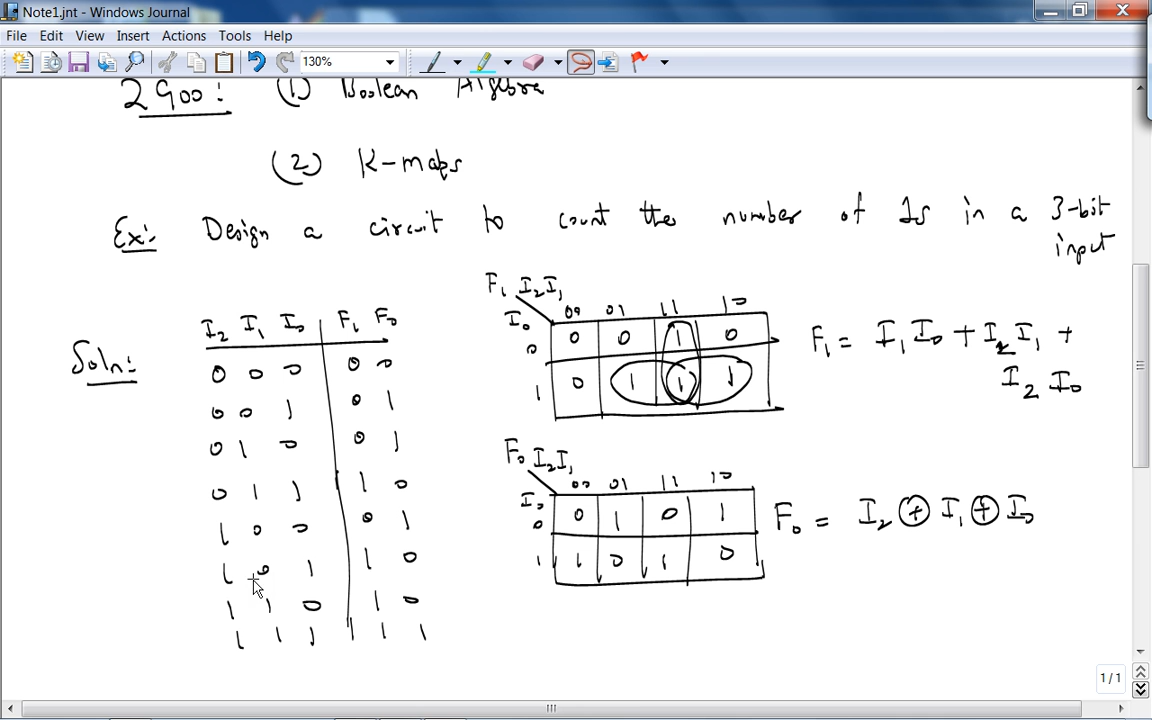 Note1.jnt - Windows Journal
File Edit View Insert Actions Tools Help
130%
(1) Boolean Algebra
(2) K-maps
Ex:- Design a circuit to count the number of 1s in a 3-bit
input
Soln:-
I₂ I₁ I₀ F₁ F₀
0 0 0 0 0
0 0 1 0 1
0 1 0 0 1
0 1 1 1 0
1 0 0 0 1
1 0 1 1 0
1 1 0 1 0
1 1 1 1 1
F₁ I₂I₁
I₀ 00 01 11 10
0 0 0 1 0
1 0 1 1 1
F₁ = I₁I₀ + I₂I₁ +
I₂ I₀
F₀ I₂I₁
I₀ 00 01 11 10
0 0 1 0 1
1 1 0 1 0
F₀ = I₂ ⊕ I₁ ⊕ I₀
1/1